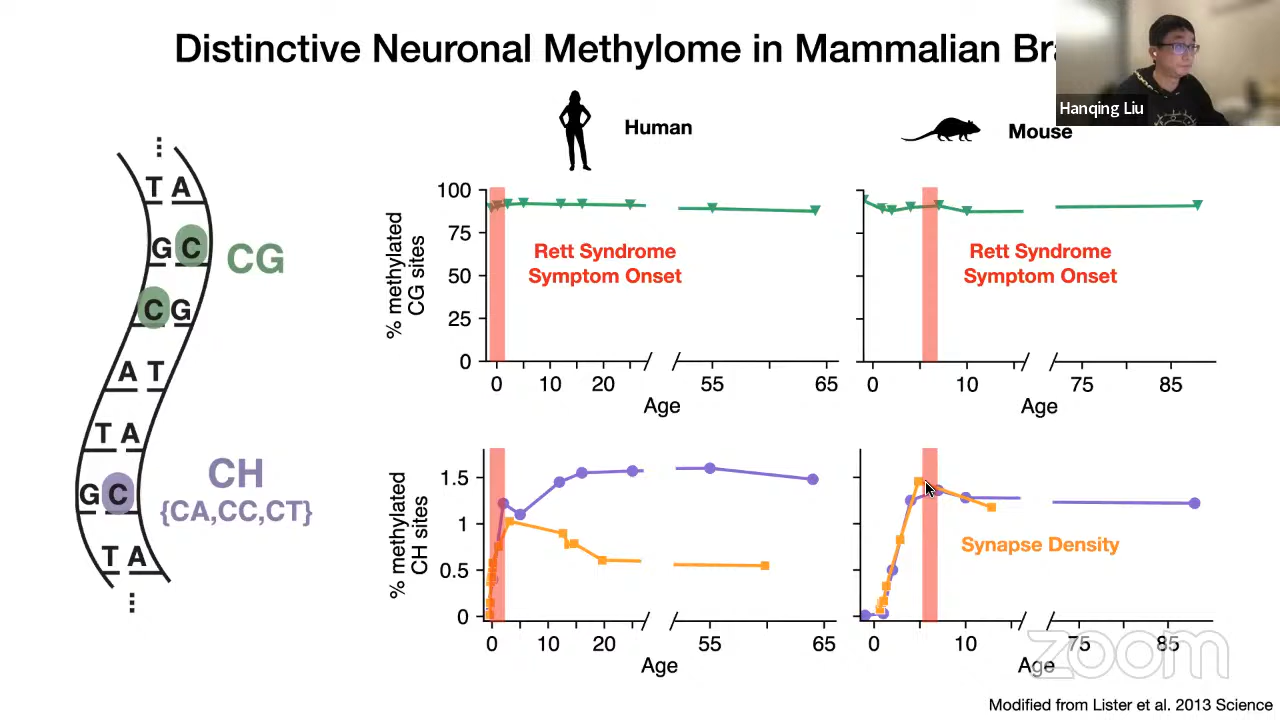 Distinctive Neuronal Methylome in Mammalian
Hanqing Liu
Human
Mouse
⋮
T A
G C
CG
C G
A T
T A
G C
CH
{CA,CC,CT}
T A
⋮
% methylated
CG sites
100
75
50
25
0
Rett Syndrome
Symptom Onset
0 10 20 55 65
Age
Rett Syndrome
Symptom Onset
0 10 75 85
Age
% methylated
CH sites
1.5
1
0.5
0
0 10 20 55 65
Age
Synapse Density
0 10 75 85
Age
zoom
Modified from Lister et al. 2013 Science